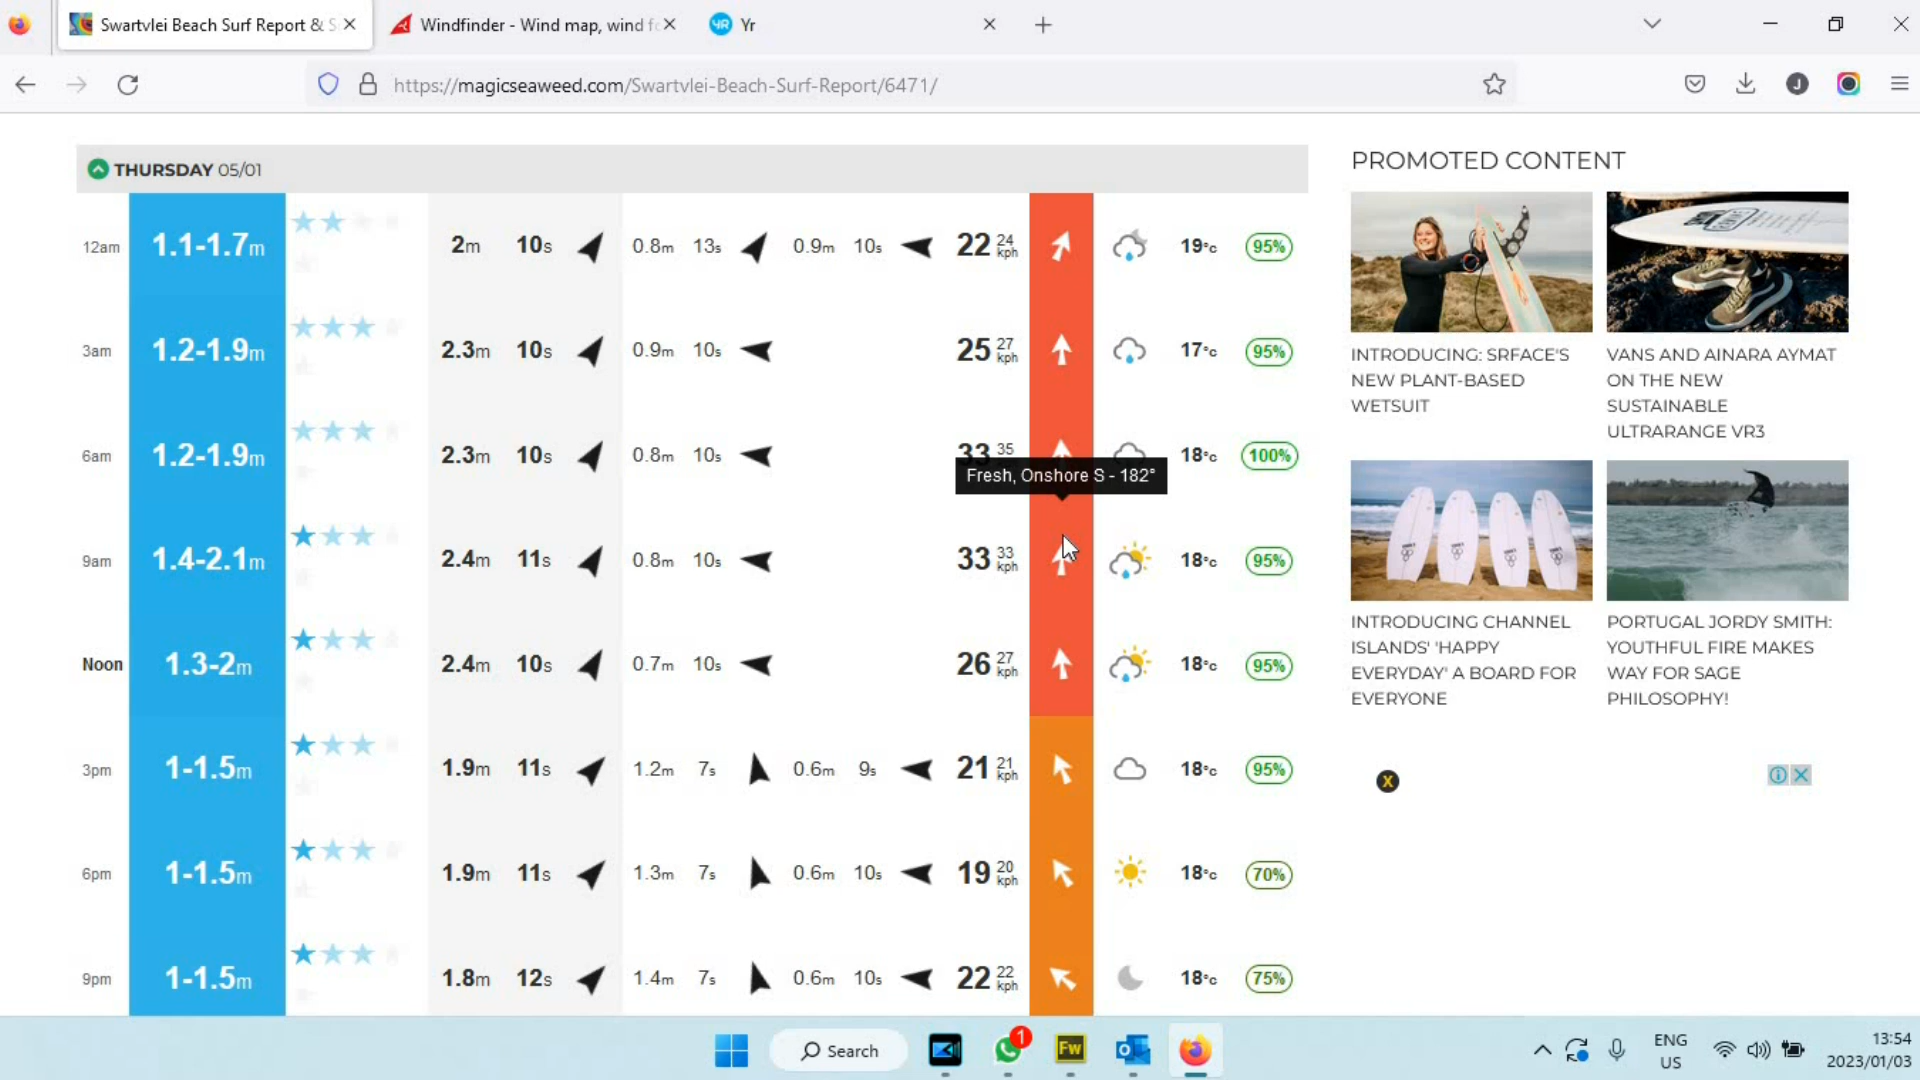 Swartvlei Beach Surf Report & S
Windfinder - Wind map, wind fo
YR Yr
https://magicseaweed.com/Swartvlei-Beach-Surf-Report/6471/
J
THURSDAY 05/01
12am 1.1-1.7m 2m 10s 0.8m 13s 0.9m 10s 22 24 kph 19°c 95%
3am 1.2-1.9m 2.3m 10s 0.9m 10s 25 27 kph 17°c 95%
6am 1.2-1.9m 2.3m 10s 0.8m 10s 33 35 18°c 100%
Fresh, Onshore S - 182°
9am 1.4-2.1m 2.4m 11s 0.8m 10s 33 33 kph 18°c 95%
Noon 1.3-2m 2.4m 10s 0.7m 10s 26 27 kph 18°c 95%
3pm 1-1.5m 1.9m 11s 1.2m 7s 0.6m 9s 21 21 kph 18°c 95%
6pm 1-1.5m 1.9m 11s 1.3m 7s 0.6m 10s 19 20 kph 18°c 70%
9pm 1-1.5m 1.8m 12s 1.4m 7s 0.6m 10s 22 22 kph 18°c 75%
PROMOTED CONTENT
INTRODUCING: SRFACE'S
NEW PLANT-BASED
WETSUIT
VANS AND AINARA AYMAT
ON THE NEW
SUSTAINABLE
ULTRARANGE VR3
INTRODUCING CHANNEL
ISLANDS' 'HAPPY
EVERYDAY' A BOARD FOR
EVERYONE
PORTUGAL JORDY SMITH:
YOUTHFUL FIRE MAKES
WAY FOR SAGE
PHILOSOPHY!
X
Search
1
Fw
ENG
US
13:54
2023/01/03